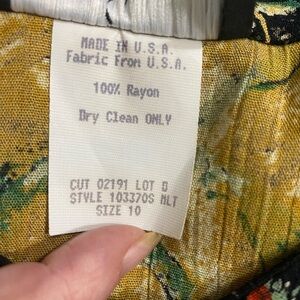 MADE IN U.S.A.
Fabric From U.S.A.
100% Rayon
Dry Clean ONLY
CUT 02191 LOT D
STYLE 103370S MLT
SIZE 10